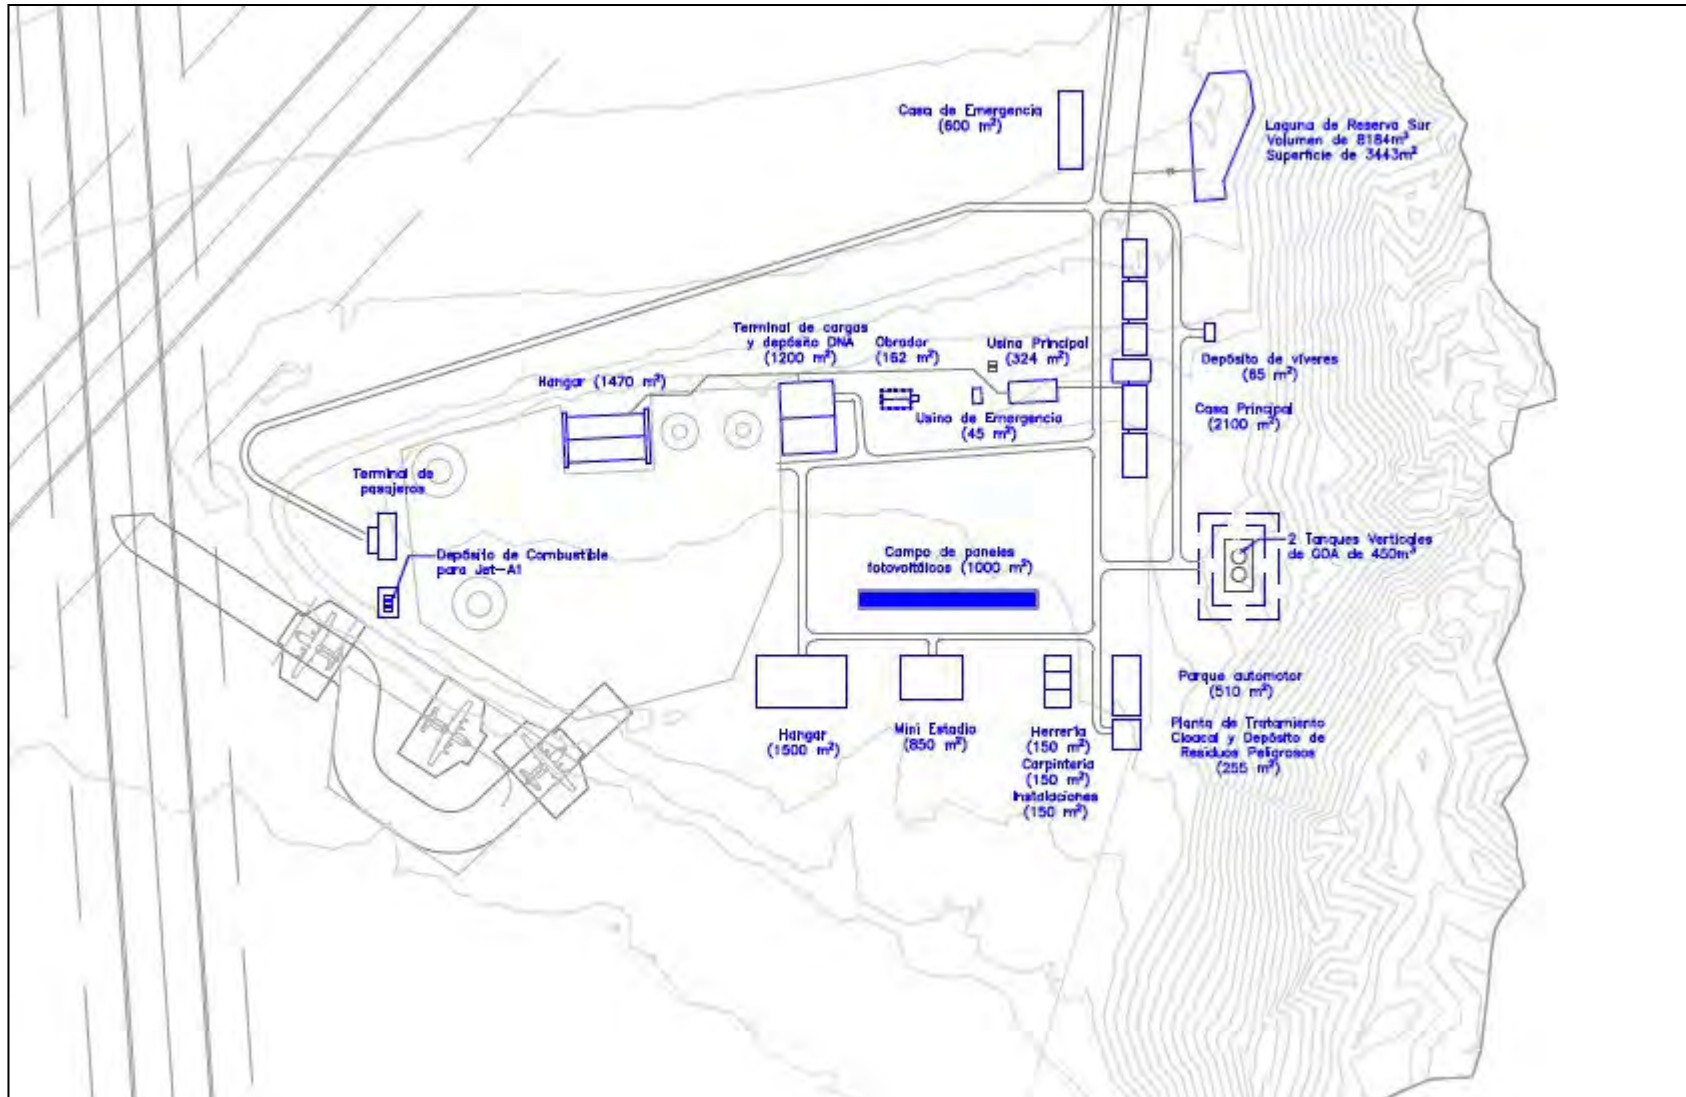 Casa de Emergencia
(600 m²)
Laguna de Reserva Sur
Volumen de 8184m³
Superficie de 3443m²
Terminal de cargas
y depósito DNA
(1200 m²)
Obrador
(162 m²)
Usina Principal
(324 m²)
Hangar (1470 m²)
Depósito de víveres
(65 m²)
Usina de Emergencia
(45 m²)
Casa Principal
(2100 m²)
Terminal de
pasajeros
Depósito de Combustible
para Jet-A1
Campo de paneles
fotovoltáicos (1000 m²)
2 Tanques Verticales
de GOA de 450m³
Parque automotor
(510 m²)
Hangar
(1500 m²)
Mini Estadio
(850 m²)
Herrería
(150 m²)
Carpintería
(150 m²)
Instalaciones
(150 m²)
Planta de Tratamiento
Cloacal y Depósito de
Residuos Peligrosos
(255 m²)